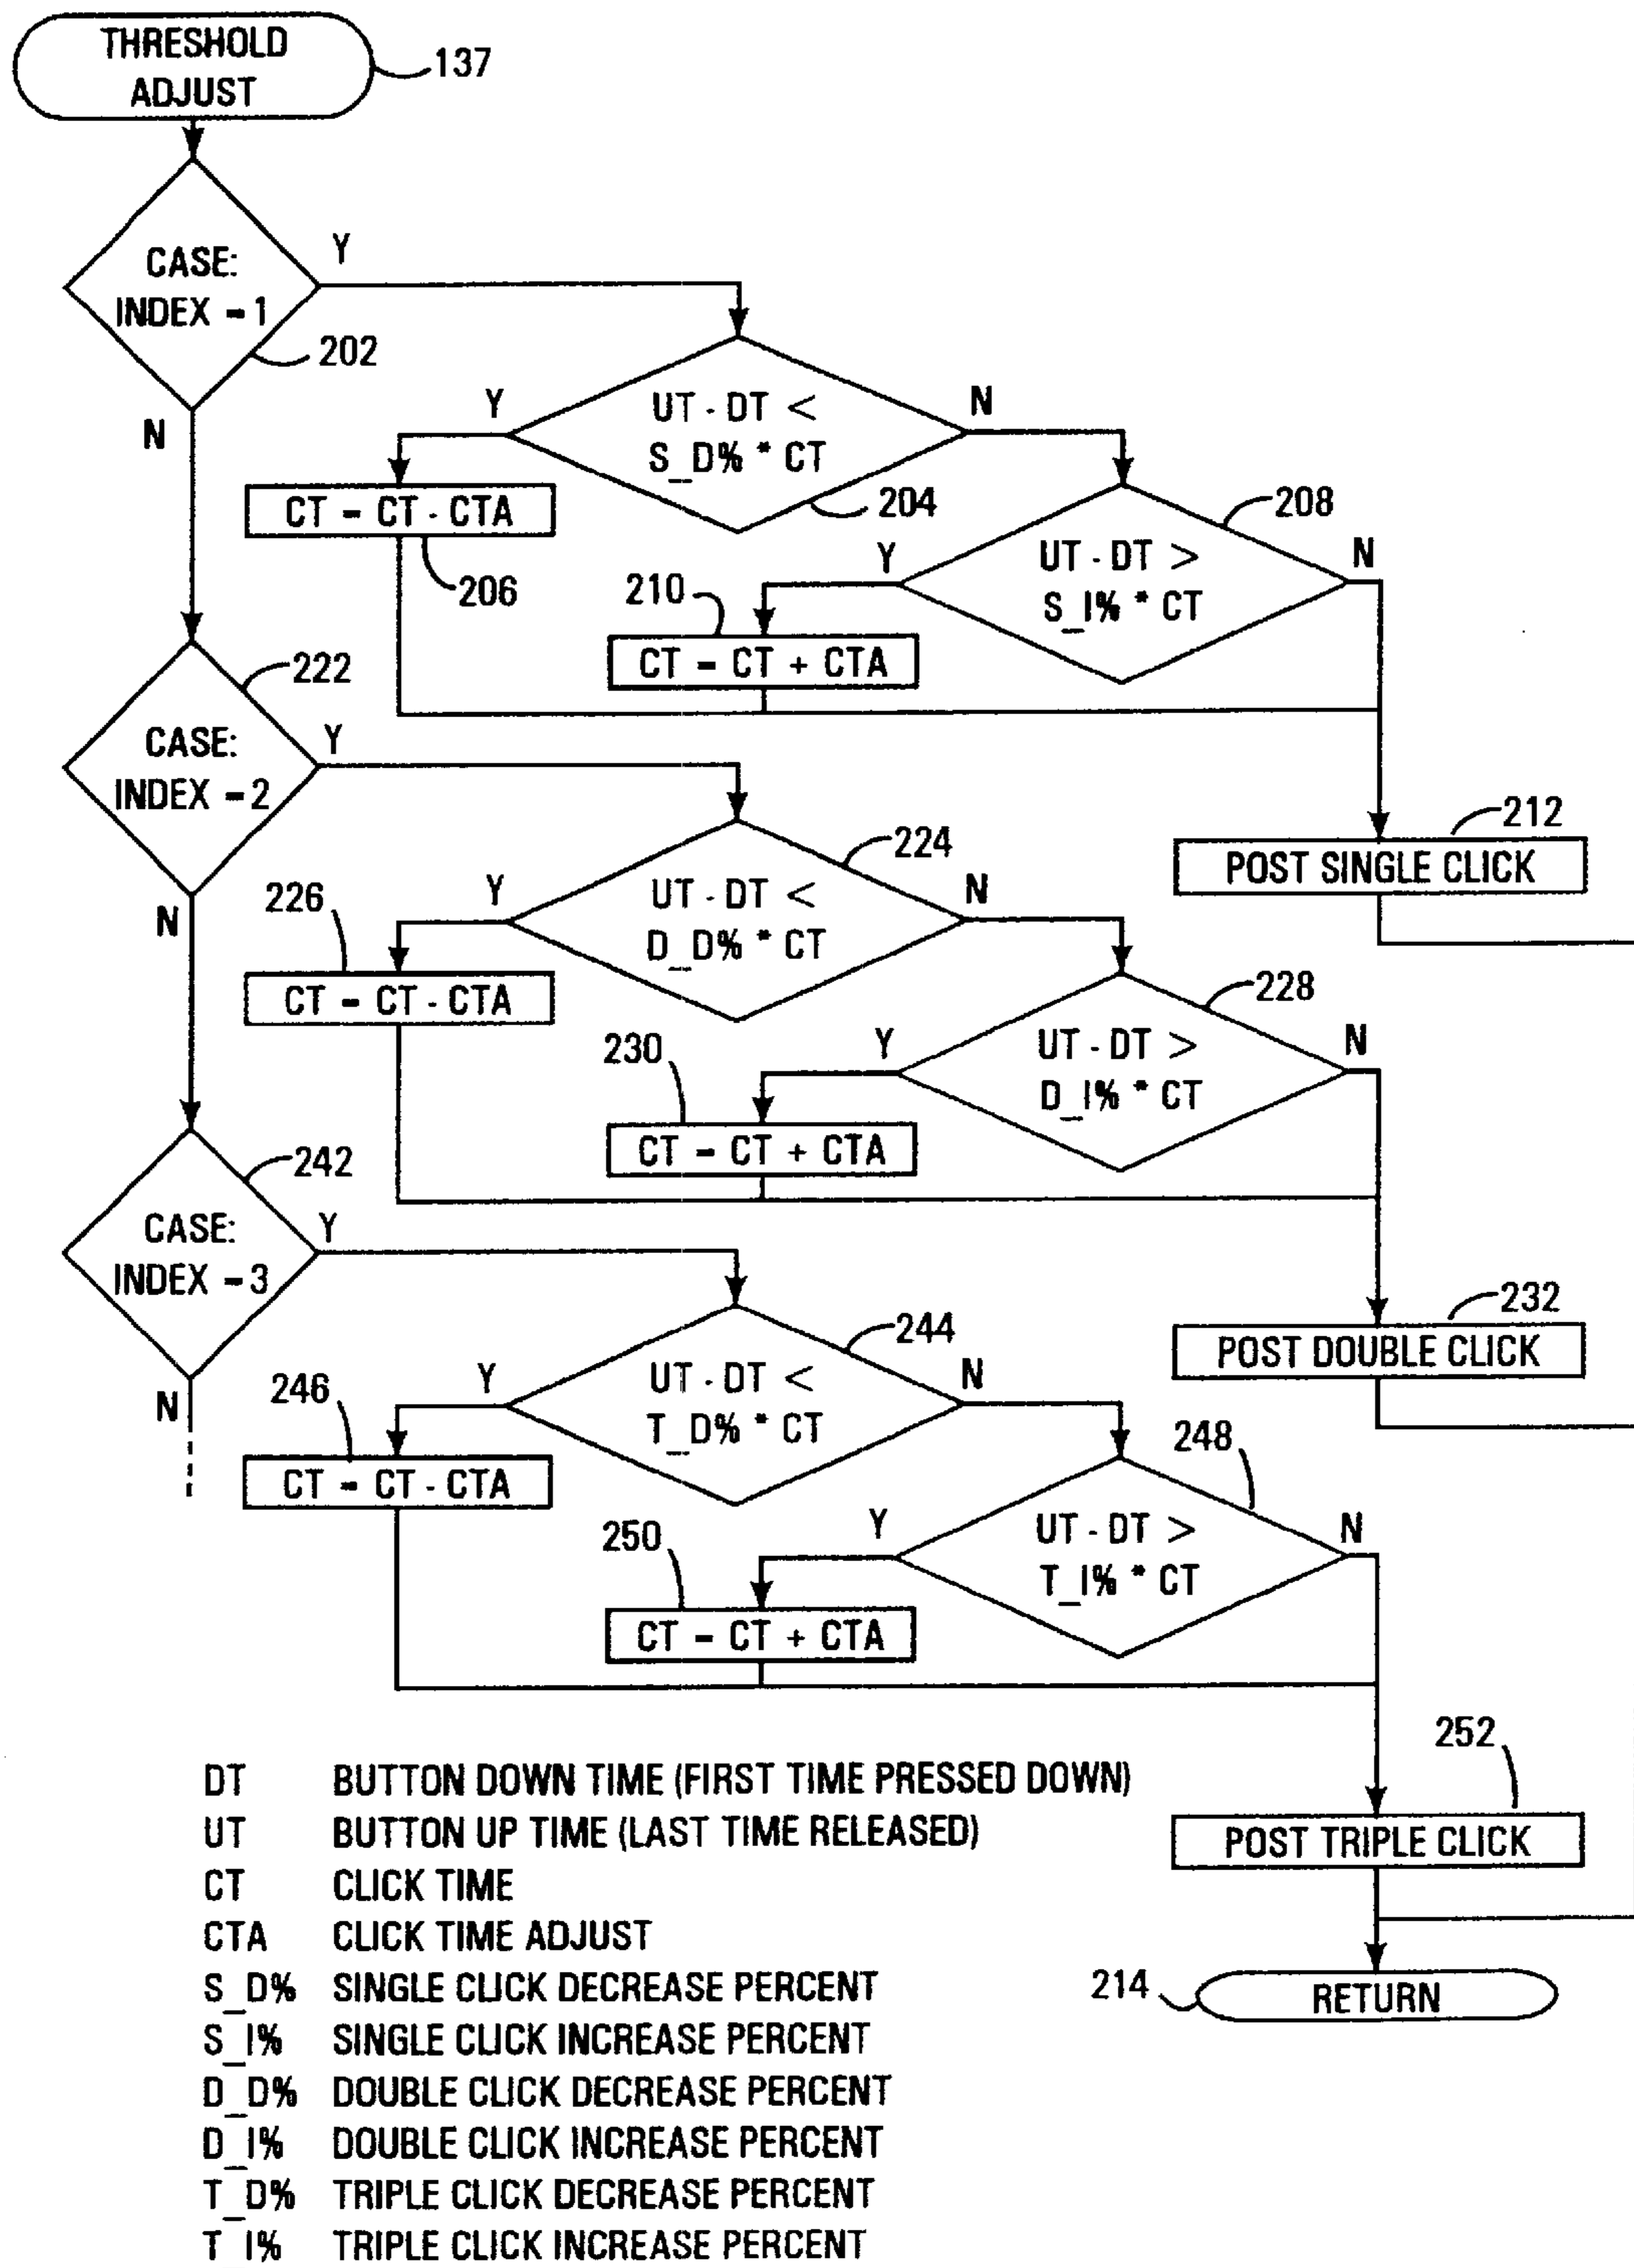 THRESHOLD
ADJUST
137
CASE:
INDEX = 1
Y
N
202
UT - DT <
S_D% * CT
Y
N
204
CT = CT - CTA
206
208
UT - DT >
S_I% * CT
Y
N
210
CT = CT + CTA
212
POST SINGLE CLICK
222
CASE:
INDEX = 2
Y
N
224
UT - DT <
D_D% * CT
Y
N
226
CT = CT - CTA
228
UT - DT >
D_I% * CT
Y
N
230
CT = CT + CTA
232
POST DOUBLE CLICK
242
CASE:
INDEX = 3
Y
N
244
UT - DT <
T_D% * CT
Y
N
246
CT = CT - CTA
248
UT - DT >
T_I% * CT
Y
N
250
CT = CT + CTA
252
POST TRIPLE CLICK
214
RETURN
DT BUTTON DOWN TIME (FIRST TIME PRESSED DOWN)
UT BUTTON UP TIME (LAST TIME RELEASED)
CT CLICK TIME
CTA CLICK TIME ADJUST
S_D% SINGLE CLICK DECREASE PERCENT
S_I% SINGLE CLICK INCREASE PERCENT
D_D% DOUBLE CLICK DECREASE PERCENT
D_I% DOUBLE CLICK INCREASE PERCENT
T_D% TRIPLE CLICK DECREASE PERCENT
T_I% TRIPLE CLICK INCREASE PERCENT